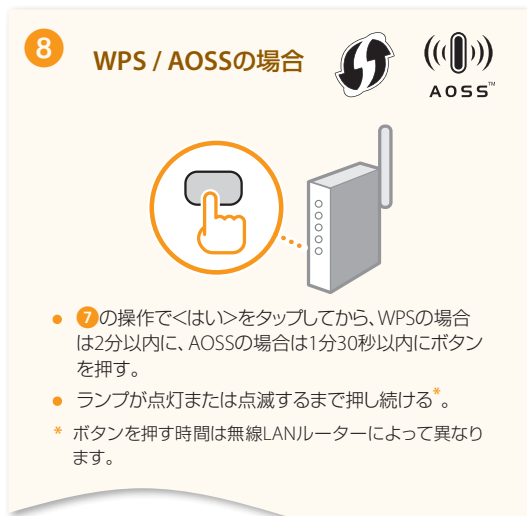 8
WPS / AOSSの場合
AOSS™
● 7の操作で<はい>をタップしてから、WPSの場合
は2分以内に、AOSSの場合は1分30秒以内にボタン
を押す。
● ランプが点灯または点滅するまで押し続ける*。
* ボタンを押す時間は無線LANルーターによって異なり
ます。